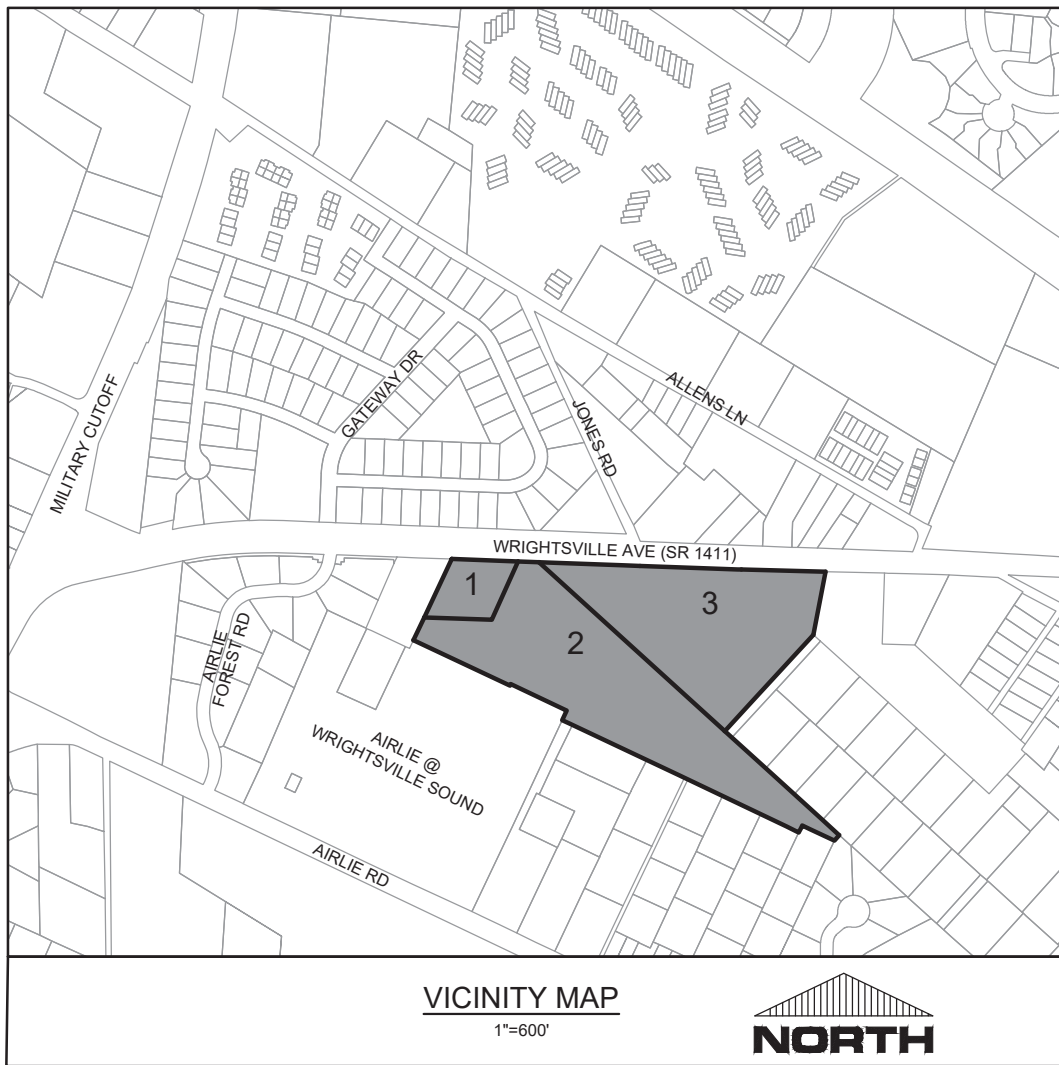 ALLENS LN
GATEWAY DR
JONES RD
MILITARY CUTOFF
WRIGHTSVILLE AVE (SR 1411)
1
3
2
AIRLIE
FOREST RD
AIRLIE @
WRIGHTSVILLE SOUND
AIRLIE RD
VICINITY MAP
1"=600'
NORTH